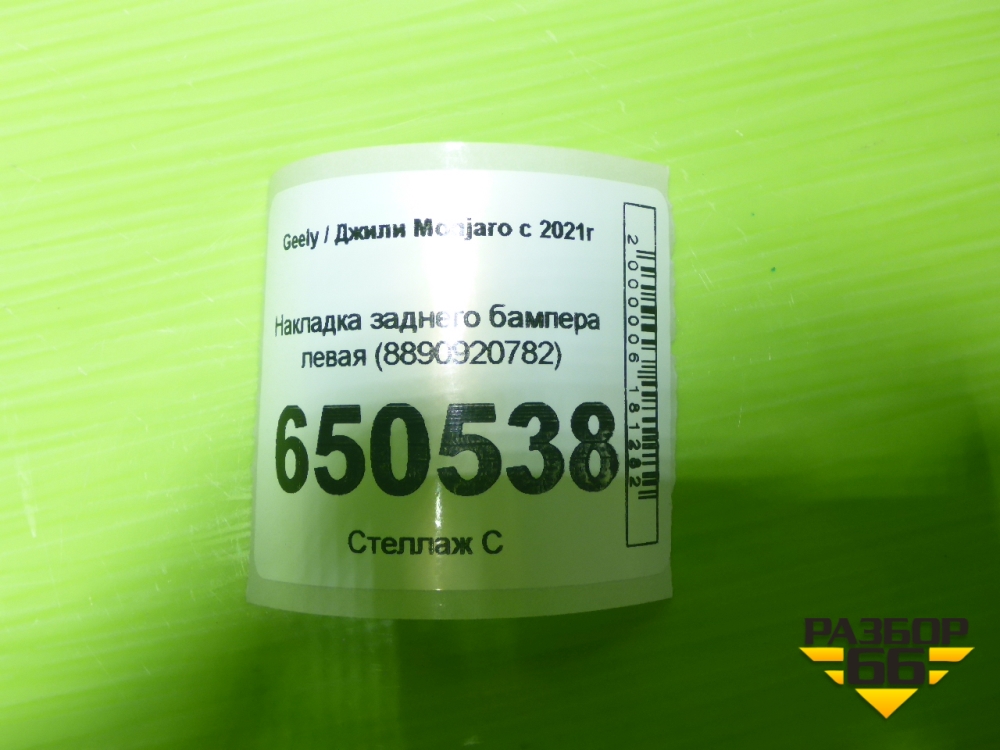 Geely / Джили Monjaro с 2021г
Накладка заднего бампера
левая (8890920782)
650538
Стеллаж С
2000006181282
РАЗБОР
66